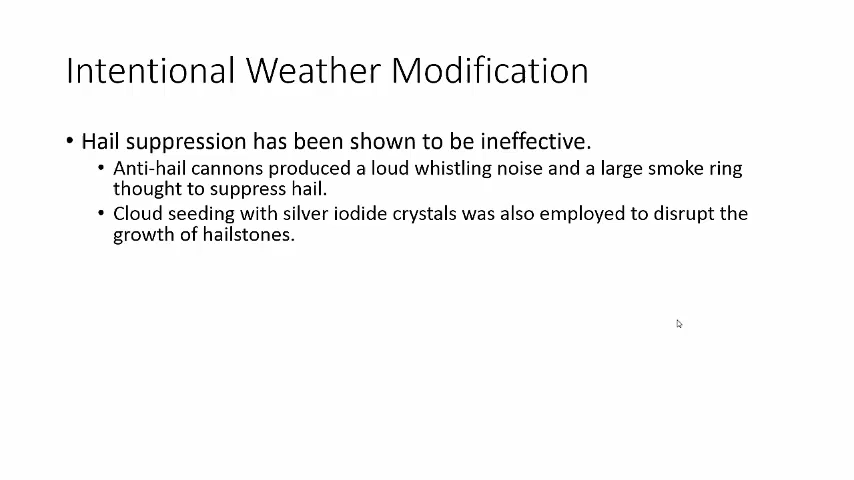 Intentional Weather Modification
• Hail suppression has been shown to be ineffective.
• Anti-hail cannons produced a loud whistling noise and a large smoke ring
thought to suppress hail.
• Cloud seeding with silver iodide crystals was also employed to disrupt the
growth of hailstones.